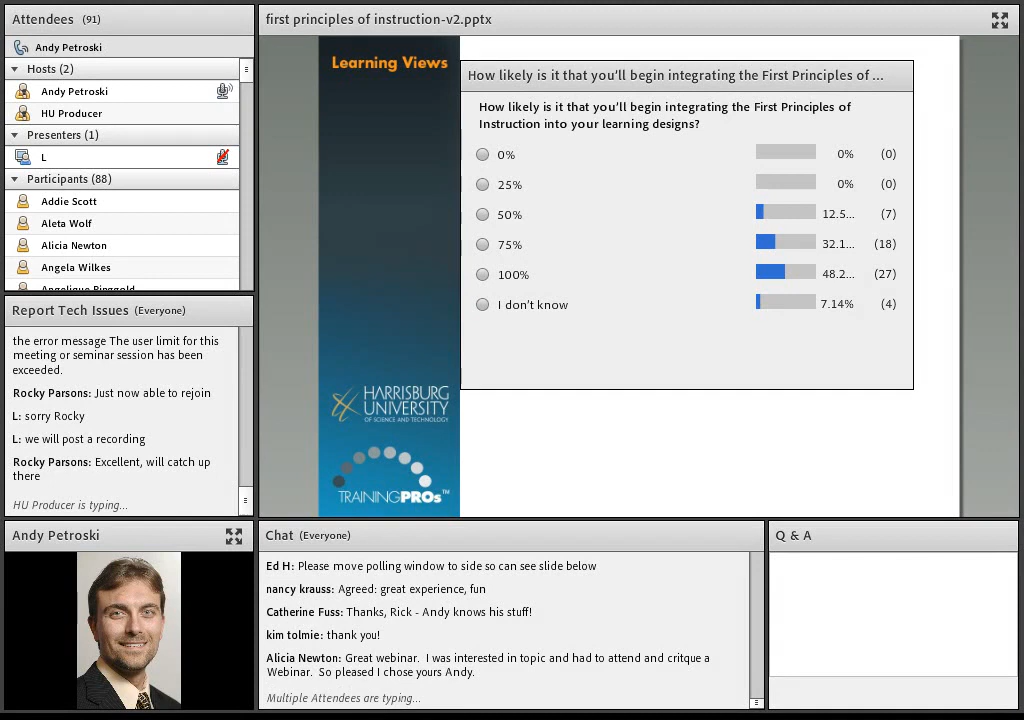 Attendees (91)
Andy Petroski
Hosts (2)
Andy Petroski
HU Producer
Presenters (1)
L
Participants (88)
Addie Scott
Aleta Wolf
Alicia Newton
Angela Wilkes
Angelique Ringgold
Report Tech Issues (Everyone)
the error message The user limit for this
meeting or seminar session has been
exceeded.
Rocky Parsons: Just now able to rejoin
L: sorry Rocky
L: we will post a recording
Rocky Parsons: Excellent, will catch up
there
HU Producer is typing...
Andy Petroski
first principles of instruction-v2.pptx
Learning Views
HARRISBURG
UNIVERSITY
OF SCIENCE AND TECHNOLOGY
TRAININGPROs™
How likely is it that you'll begin integrating the First Principles of ...
How likely is it that you'll begin integrating the First Principles of
Instruction into your learning designs?
0% 0% (0)
25% 0% (0)
50% 12.5... (7)
75% 32.1... (18)
100% 48.2... (27)
I don't know 7.14% (4)
Chat (Everyone)
Ed H: Please move polling window to side so can see slide below
nancy krauss: Agreed: great experience, fun
Catherine Fuss: Thanks, Rick - Andy knows his stuff!
kim tolmie: thank you!
Alicia Newton: Great webinar. I was interested in topic and had to attend and critque a
Webinar. So pleased I chose yours Andy.
Multiple Attendees are typing...
Q & A